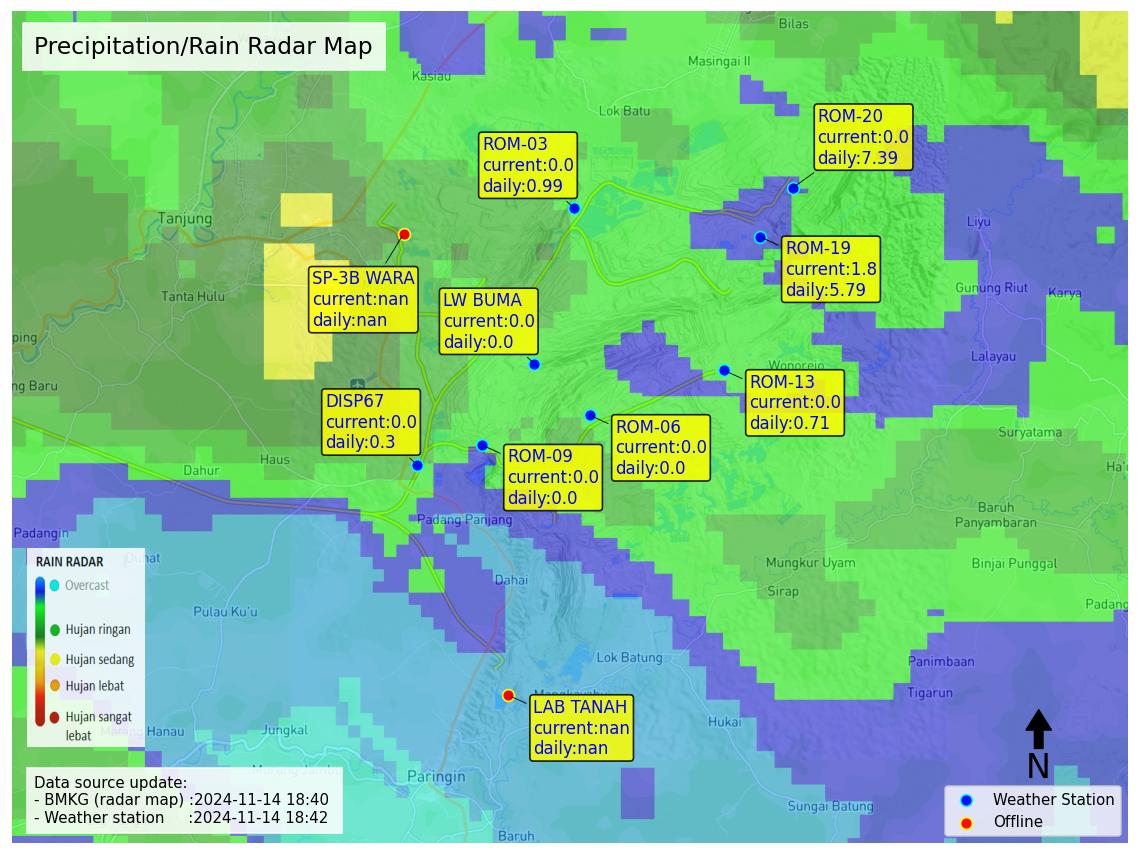 Precipitation/Rain Radar Map
Bilas
Masingai II
Kasiau
Lok Batu
ROM-20
current:0.0
daily:7.39
ROM-03
current:0.0
daily:0.99
Tanjung
Liyu
ROM-19
current:1.8
daily:5.79
SP-3B WARA
current:nan
daily:nan
Tanta Hulu
Gunung Riut
Karya
LW BUMA
current:0.0
daily:0.0
ping
Lalayau
Wonorejo
ng Baru
ROM-13
current:0.0
daily:0.71
DISP67
current:0.0
daily:0.3
ROM-06
current:0.0
daily:0.0
Suryatama
ROM-09
current:0.0
daily:0.0
Haus
Dahur
Ha'u
Baruh
Panyambaran
Padang Panjang
Padangin
RAIN RADAR
Overcast
Hujan ringan
Hujan sedang
Hujan lebat
Hujan sangat
lebat
Mungkur Uyam
Binjai Punggal
Dahai
Sirap
Padang
Pulau Ku'u
Lok Batung
Panimbaan
Tigarun
LAB TANAH
current:nan
daily:nan
Hukai
Jungkal
Paringin
Sungai Batung
Baruh
Data source update:
- BMKG (radar map) :2024-11-14 18:40
- Weather station :2024-11-14 18:42
N
Weather Station
Offline